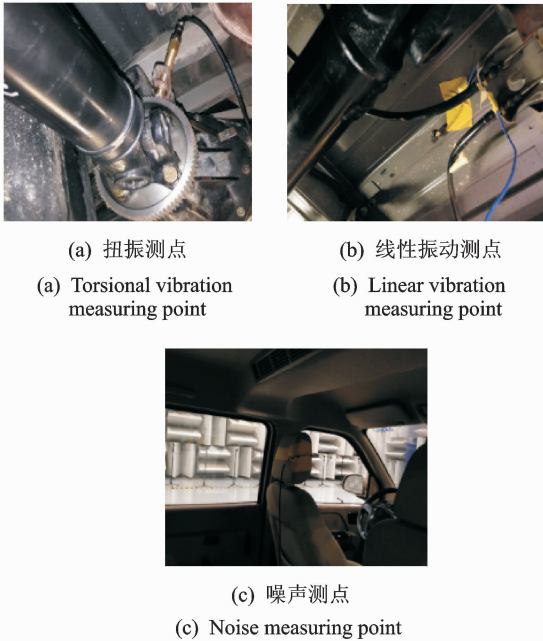 (a) 扭振测点
(a) Torsional vibration
measuring point
(b) 线性振动测点
(b) Linear vibration
measuring point
(c) 噪声测点
(c) Noise measuring point